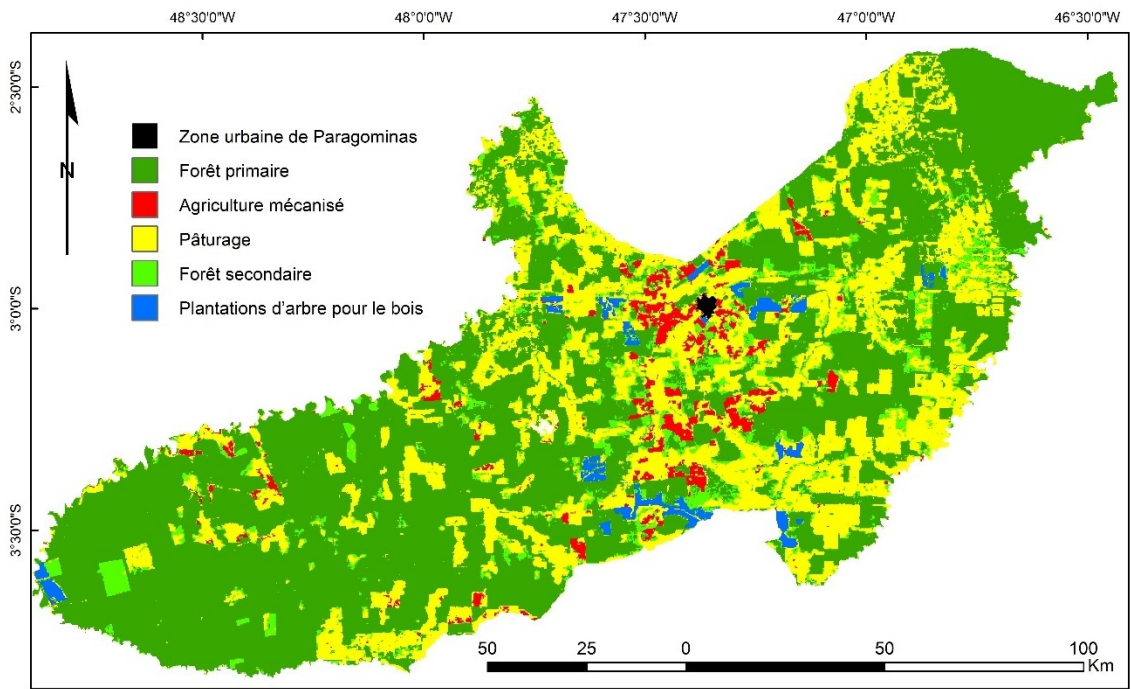 48°30'0"W 48°0'0"W 47°30'0"W 47°0'0"W 46°30'0"W
2°30'0"S
N
Zone urbaine de Paragominas
Forêt primaire
Agriculture mécanisé
Pâturage
Forêt secondaire
Plantations d'arbre pour le bois
3°0'0"S
3°30'0"S
50 25 0 50 100
Km